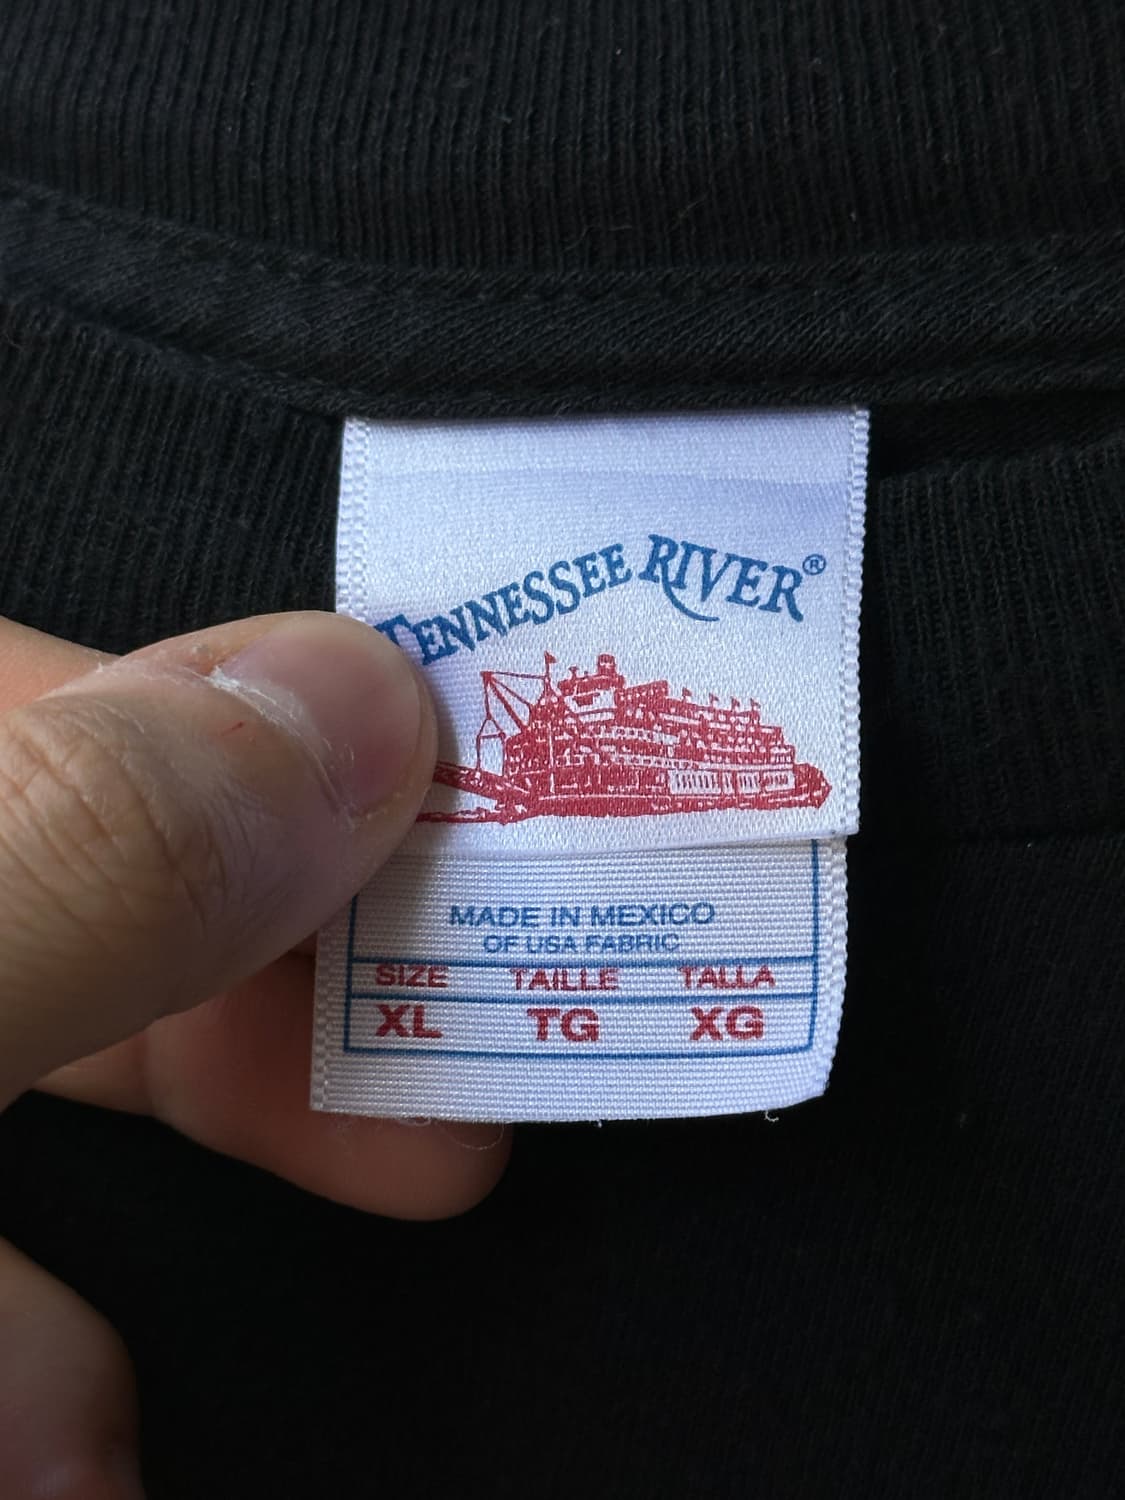 TENNESSEE RIVER®
MADE IN MEXICO
OF USA FABRIC
SIZE TAILLE TALLA
XL TG XG